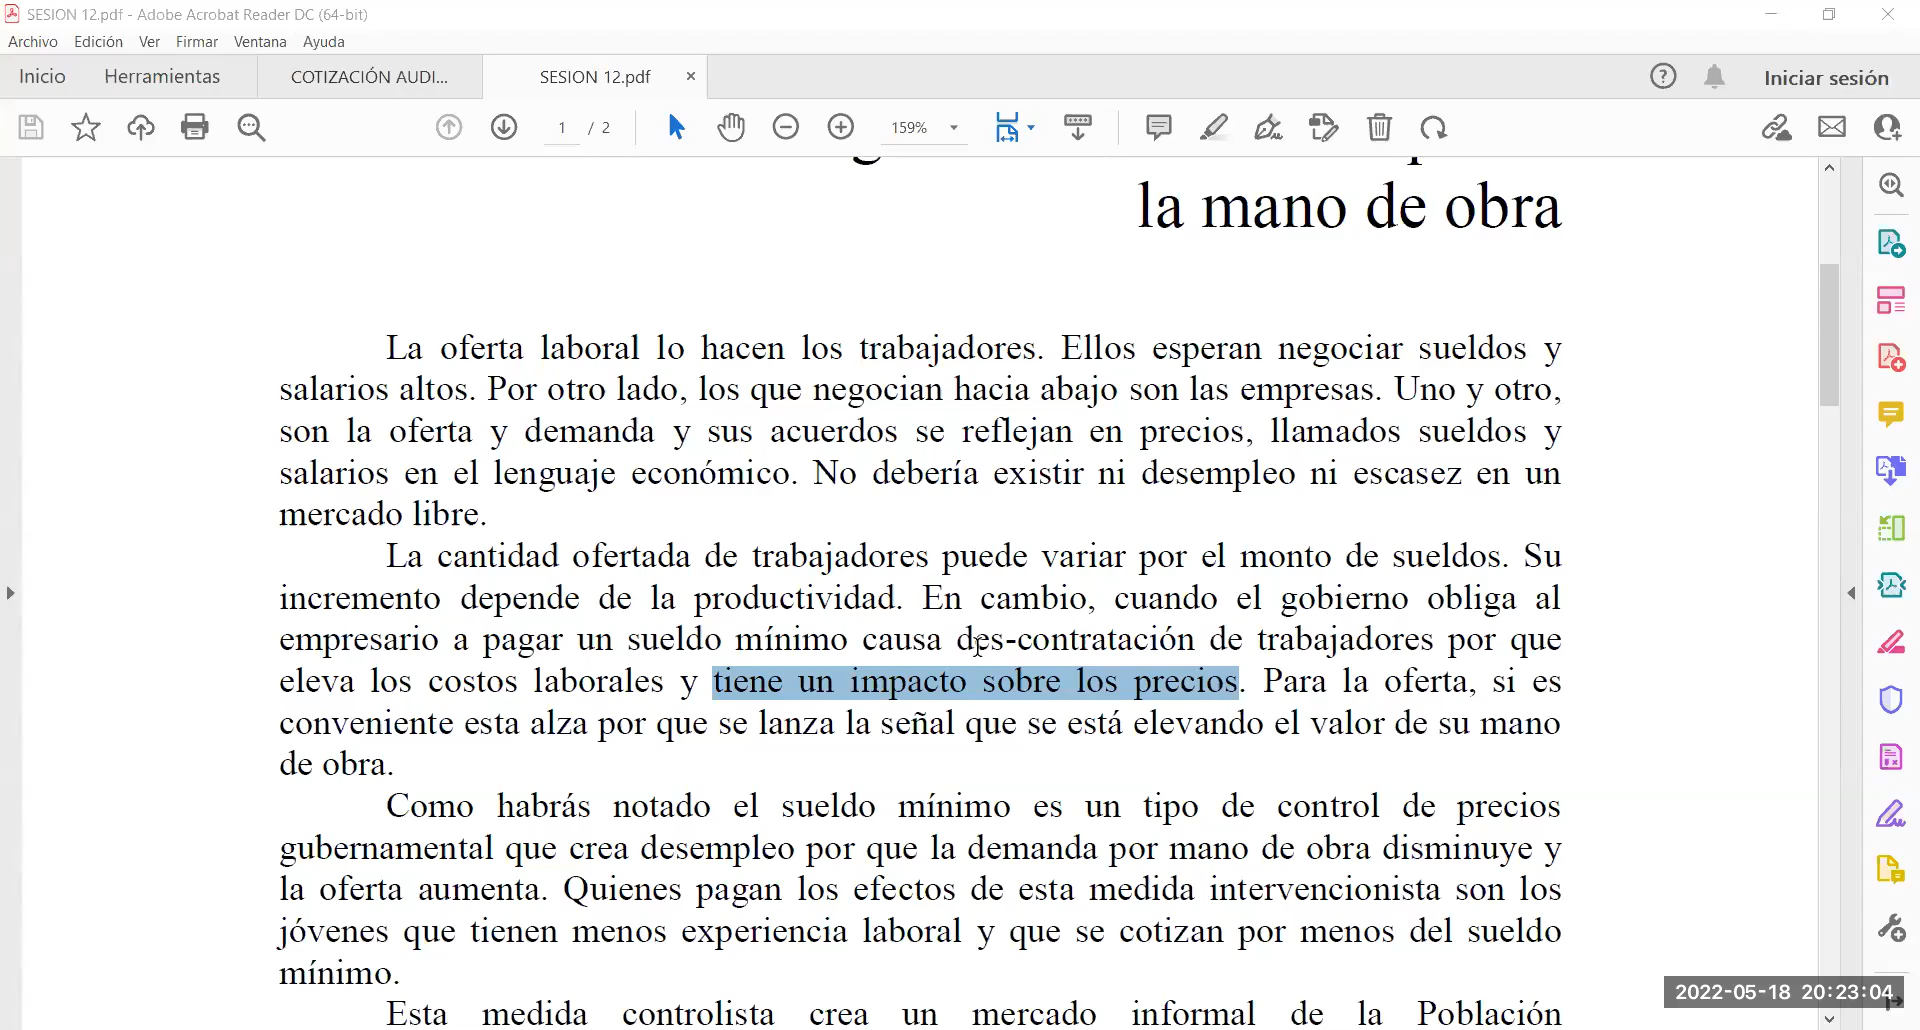 SESION 12.pdf - Adobe Acrobat Reader DC (64-bit)
Archivo Edición Ver Firmar Ventana Ayuda
Inicio Herramientas COTIZACIÓN AUDI... SESION 12.pdf × Iniciar sesión
1 / 2 159%
la mano de obra
La oferta laboral lo hacen los trabajadores. Ellos esperan negociar sueldos y
salarios altos. Por otro lado, los que negocian hacia abajo son las empresas. Uno y otro,
son la oferta y demanda y sus acuerdos se reflejan en precios, llamados sueldos y
salarios en el lenguaje económico. No debería existir ni desempleo ni escasez en un
mercado libre.
La cantidad ofertada de trabajadores puede variar por el monto de sueldos. Su
incremento depende de la productividad. En cambio, cuando el gobierno obliga al
empresario a pagar un sueldo mínimo causa des-contratación de trabajadores por que
eleva los costos laborales y tiene un impacto sobre los precios. Para la oferta, si es
conveniente esta alza por que se lanza la señal que se está elevando el valor de su mano
de obra.
Como habrás notado el sueldo mínimo es un tipo de control de precios
gubernamental que crea desempleo por que la demanda por mano de obra disminuye y
la oferta aumenta. Quienes pagan los efectos de esta medida intervencionista son los
jóvenes que tienen menos experiencia laboral y que se cotizan por menos del sueldo
mínimo.
Esta medida controlista crea un mercado informal de la Población
2022-05-18 20:23:04